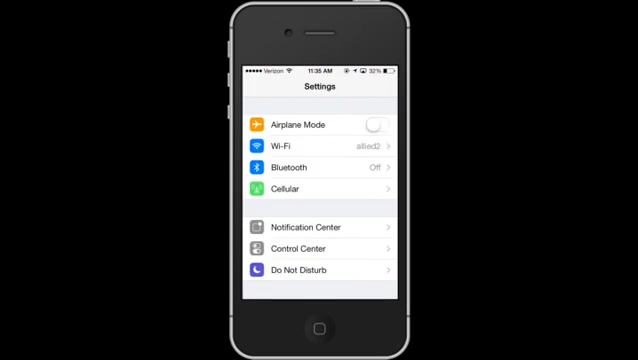 Verizon 11:35 AM 32%
Settings
Airplane Mode
Wi-Fi allied2
Bluetooth Off
Cellular
Notification Center
Control Center
Do Not Disturb